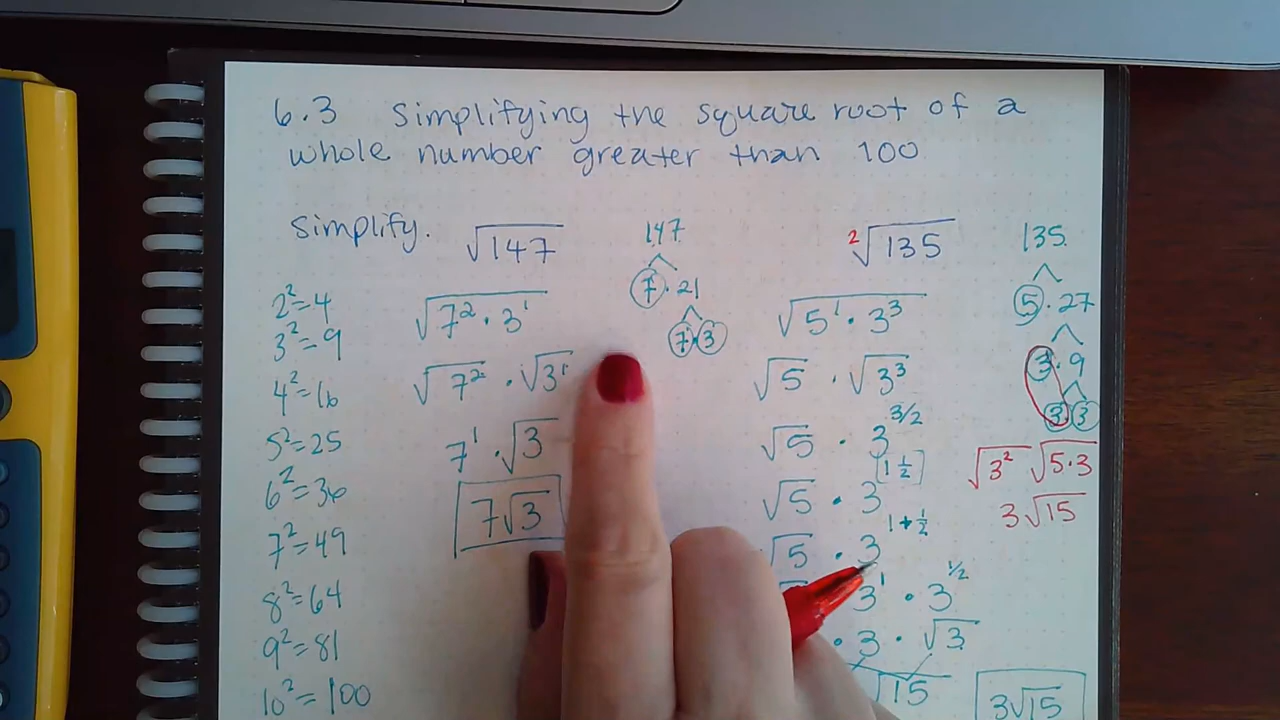 6.3 Simplifying the square root of a
whole number greater than 100
Simplify.
√147
147
7 · 21
7 · 3
√7² · 3¹
√7² · √3¹
7¹ · √3
7√3
2²=4
3²=9
4²=16
5²=25
6²=36
7²=49
8²=64
9²=81
10²=100
²√135
135
5 · 27
3 · 9
3 3
√5¹ · 3³
√5 · √3³
√5 · 3^3/2
√5 · 3^[1 ½]
√5 · 3^1+½
3¹ · 3^½
· 3 · √3
√15
√3² √5·3
3√15
3√15